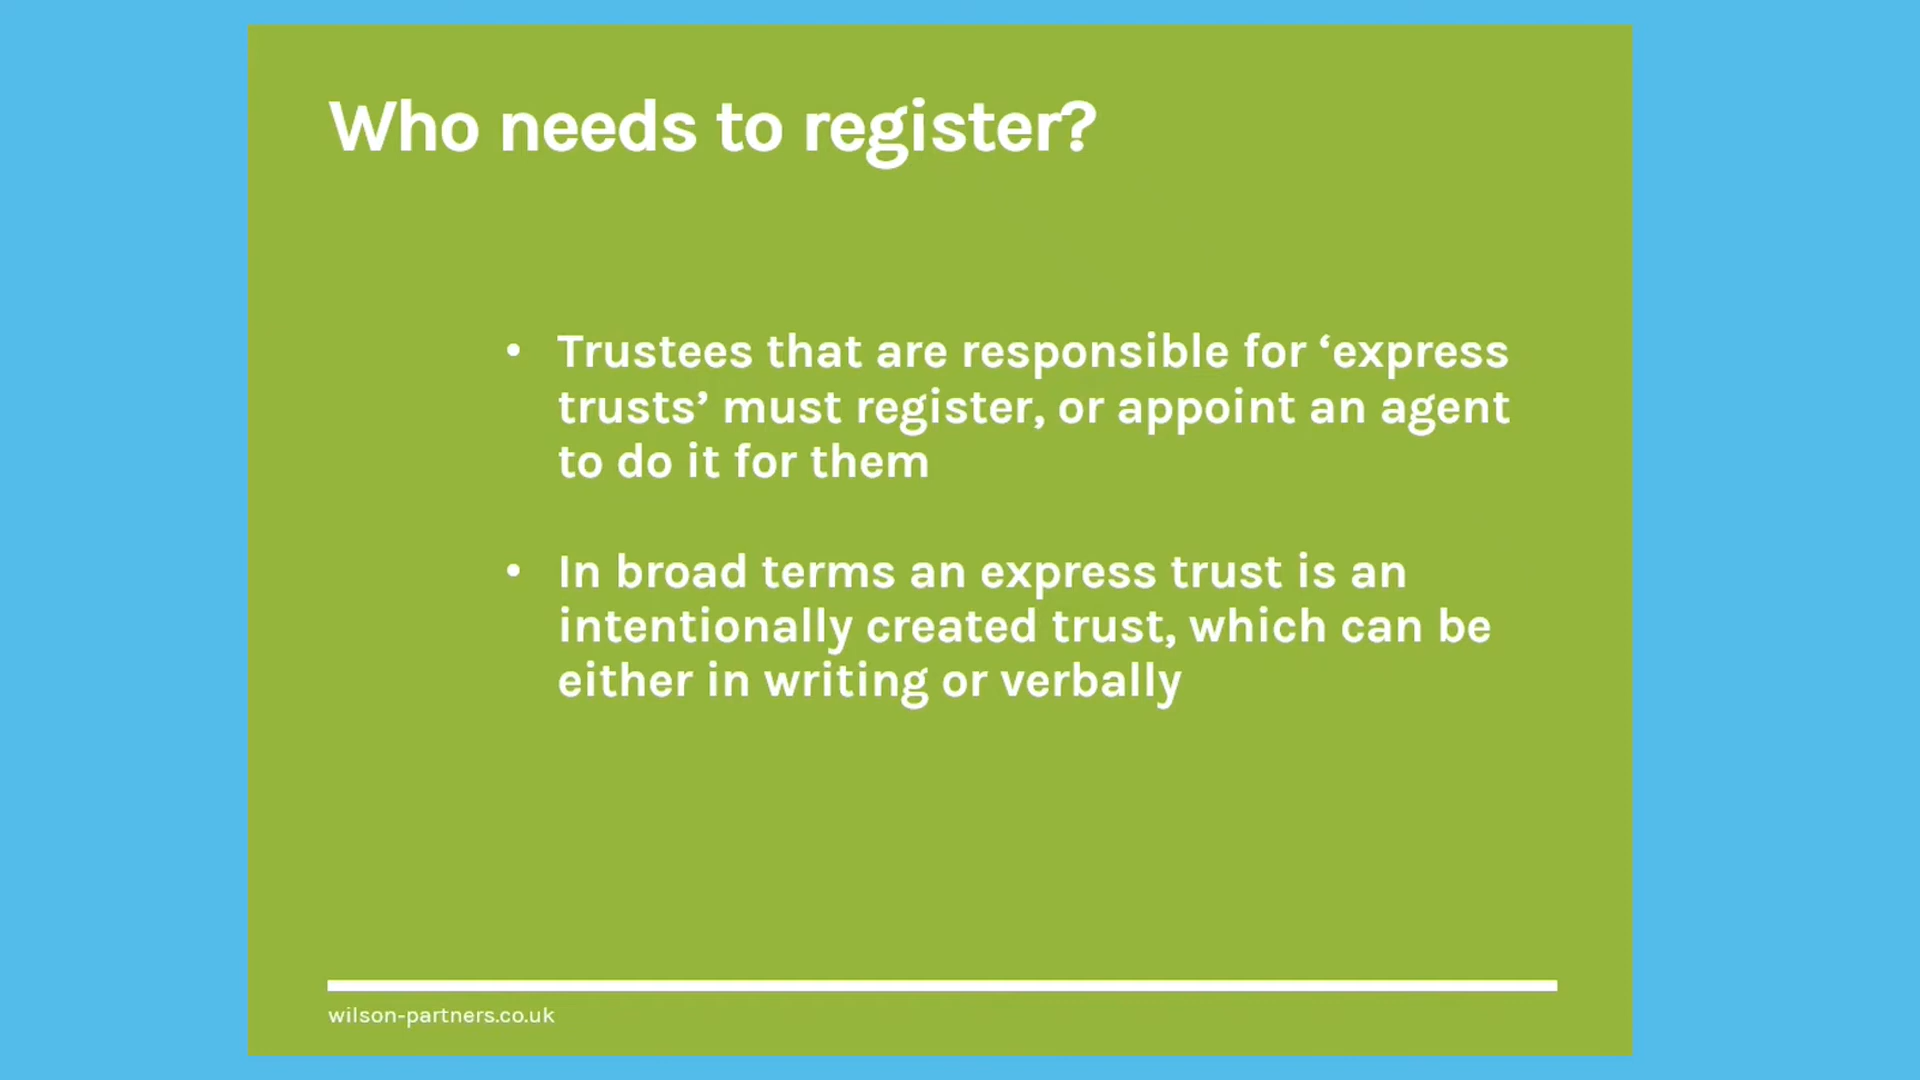 Who needs to register?
• Trustees that are responsible for ‘express
trusts’ must register, or appoint an agent
to do it for them
• In broad terms an express trust is an
intentionally created trust, which can be
either in writing or verbally
wilson-partners.co.uk